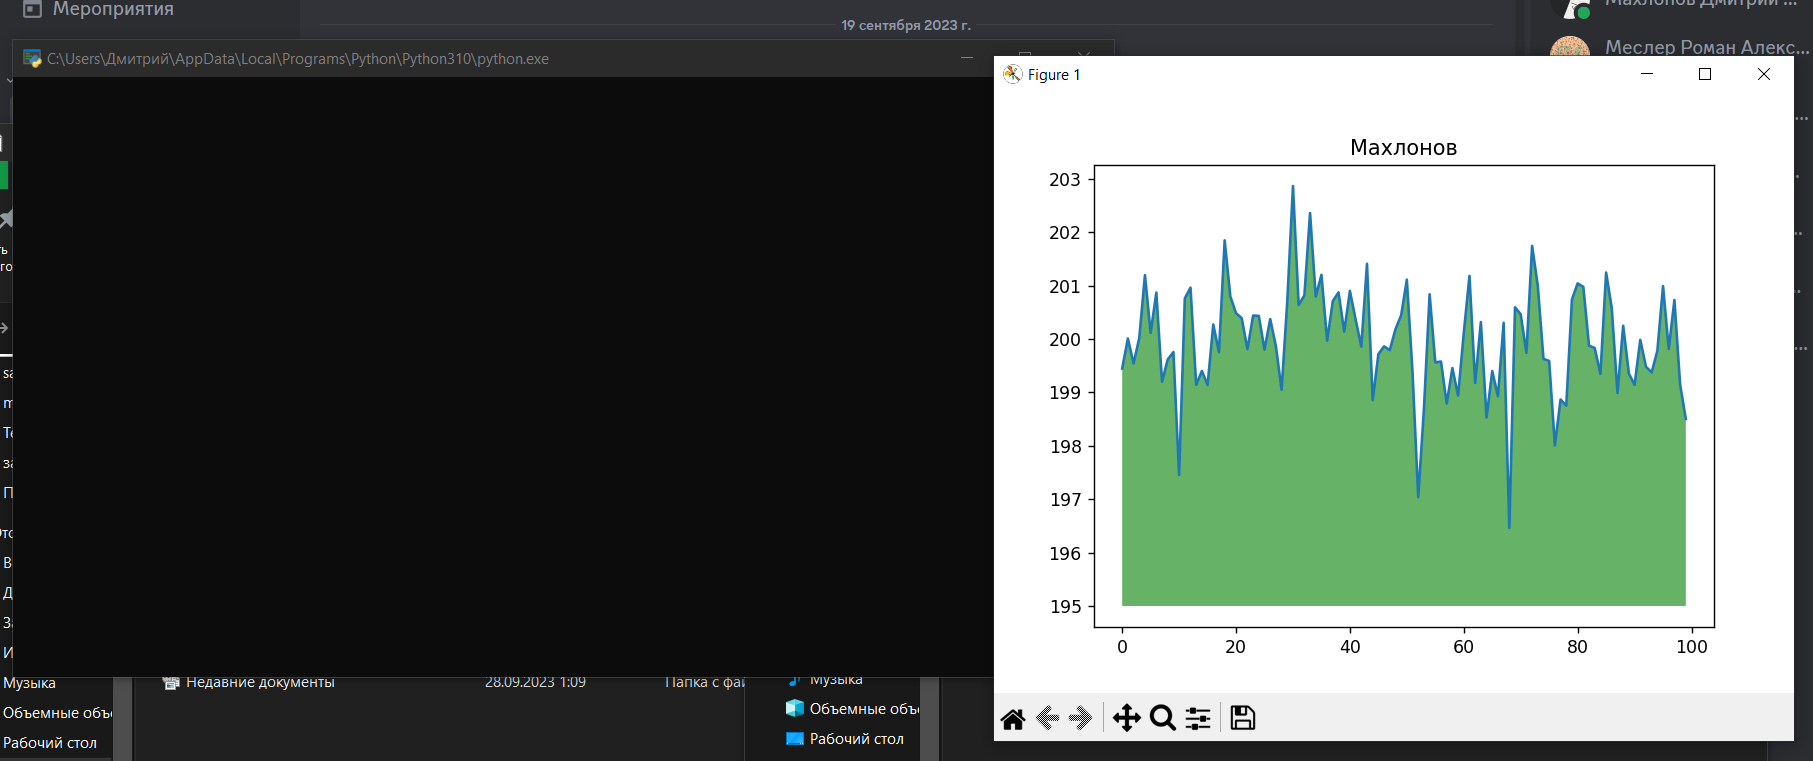 Мероприятия
19 сентября 2023 г.
Махлонов Дмитрий ...
Меслер Роман Алекс...
C:\Users\Дмитрий\AppData\Local\Programs\Python\Python310\python.exe
Figure 1
Махлонов
203
202
201
200
199
198
197
196
195
0 20 40 60 80 100
Недавние документы 28.09.2023 1:09 Папка с фай
Музыка
Объемные объ
Рабочий стол
Музыка
Объемные объ
Рабочий стол